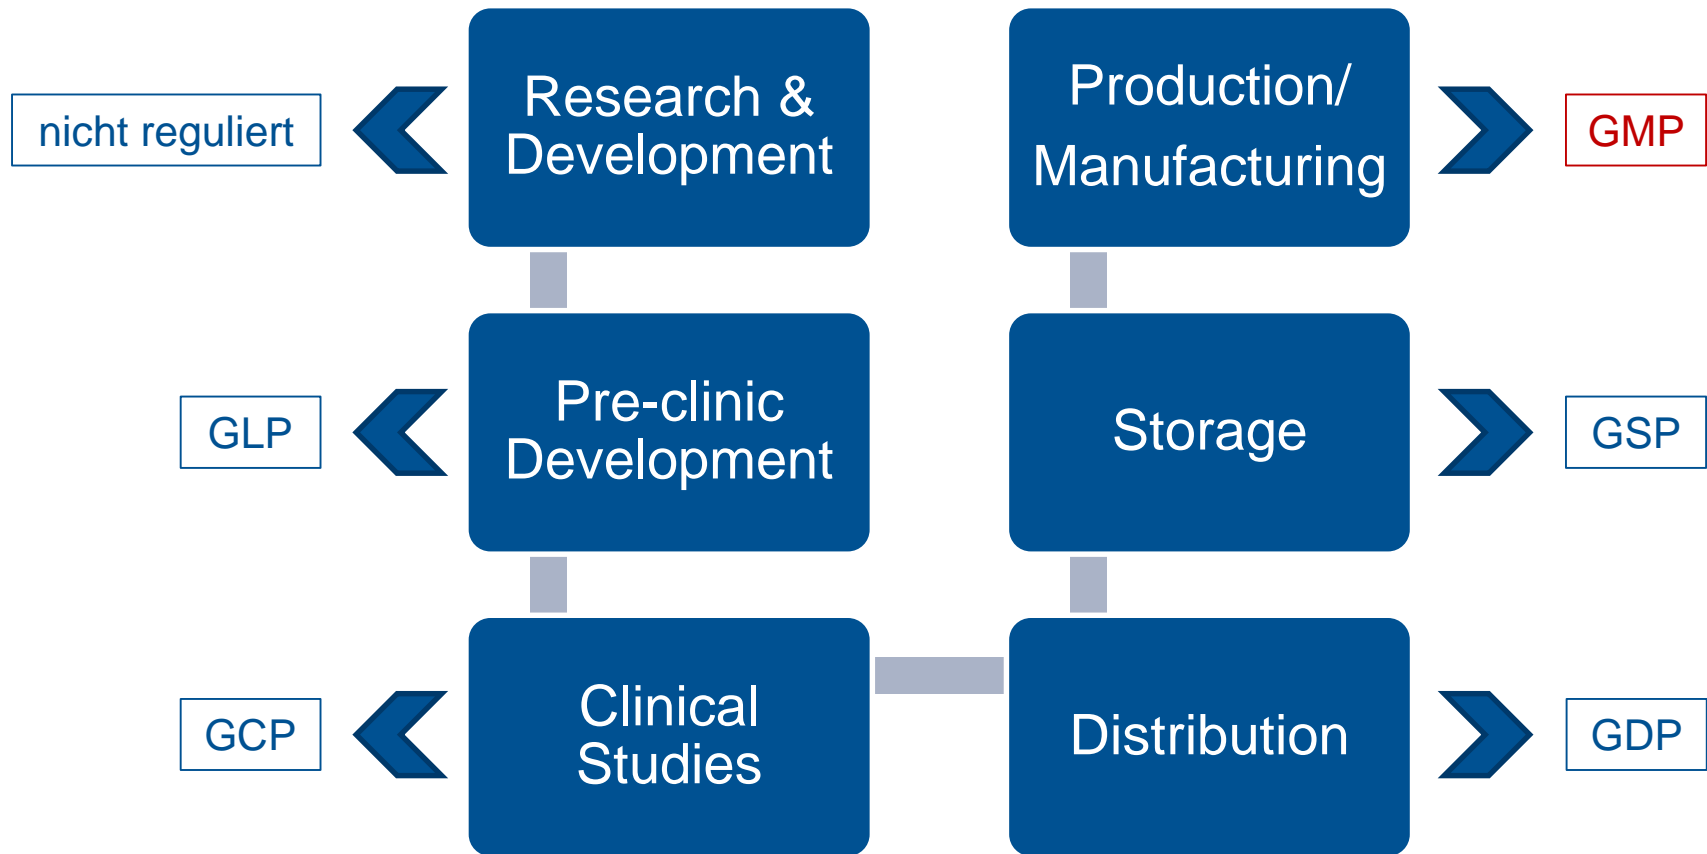 nicht reguliert
Research &
Development
GLP
Pre-clinic
Development
GCP
Clinical
Studies
Production/
Manufacturing
GMP
Storage
GSP
Distribution
GDP